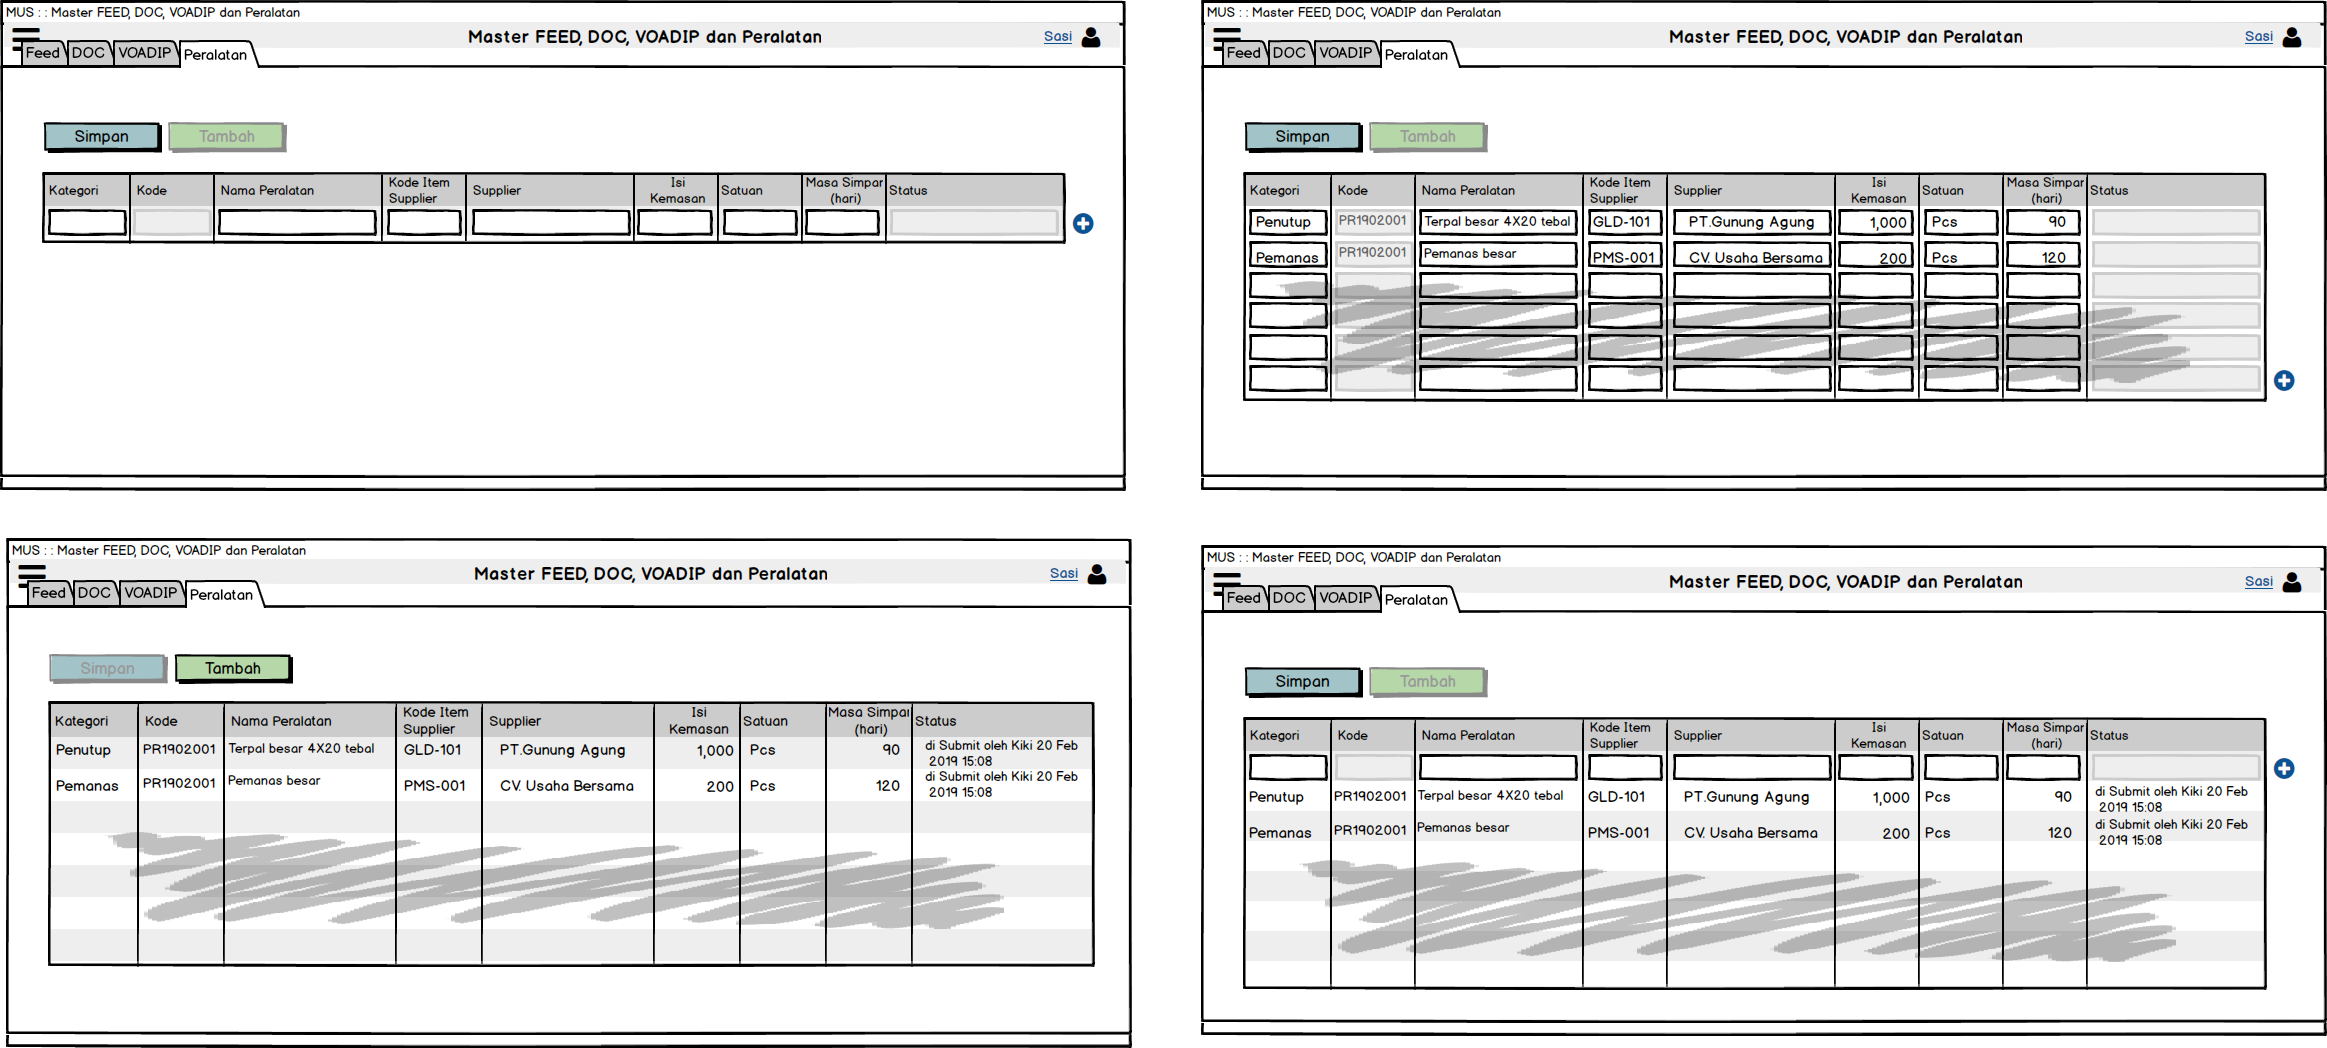 MUS : : Master FEED, DOC, VOADIP dan Peralatan
Master FEED, DOC, VOADIP dan Peralatan
Sasi
Feed DOC VOADIP Peralatan
Simpan Tambah
Kategori Kode Nama Peralatan Kode Item Supplier Supplier Isi Kemasan Satuan Masa Simpar (hari) Status
MUS : : Master FEED, DOC, VOADIP dan Peralatan
Master FEED, DOC, VOADIP dan Peralatan
Sasi
Feed DOC VOADIP Peralatan
Simpan Tambah
Kategori Kode Nama Peralatan Kode Item Supplier Supplier Isi Kemasan Satuan Masa Simpar (hari) Status
Penutup PR1902001 Terpal besar 4X20 tebal GLD-101 PT.Gunung Agung 1,000 Pcs 90
Pemanas PR1902001 Pemanas besar PMS-001 CV. Usaha Bersama 200 Pcs 120
MUS : : Master FEED, DOC, VOADIP dan Peralatan
Master FEED, DOC, VOADIP dan Peralatan
Sasi
Feed DOC VOADIP Peralatan
Simpan Tambah
Kategori Kode Nama Peralatan Kode Item Supplier Supplier Isi Kemasan Satuan Masa Simpar (hari) Status
Penutup PR1902001 Terpal besar 4X20 tebal GLD-101 PT.Gunung Agung 1,000 Pcs 90 di Submit oleh Kiki 20 Feb 2019 15:08
Pemanas PR1902001 Pemanas besar PMS-001 CV. Usaha Bersama 200 Pcs 120 di Submit oleh Kiki 20 Feb 2019 15:08
MUS : : Master FEED, DOC, VOADIP dan Peralatan
Master FEED, DOC, VOADIP dan Peralatan
Sasi
Feed DOC VOADIP Peralatan
Simpan Tambah
Kategori Kode Nama Peralatan Kode Item Supplier Supplier Isi Kemasan Satuan Masa Simpar (hari) Status
Penutup PR1902001 Terpal besar 4X20 tebal GLD-101 PT.Gunung Agung 1,000 Pcs 90 di Submit oleh Kiki 20 Feb 2019 15:08
Pemanas PR1902001 Pemanas besar PMS-001 CV. Usaha Bersama 200 Pcs 120 di Submit oleh Kiki 20 Feb 2019 15:08